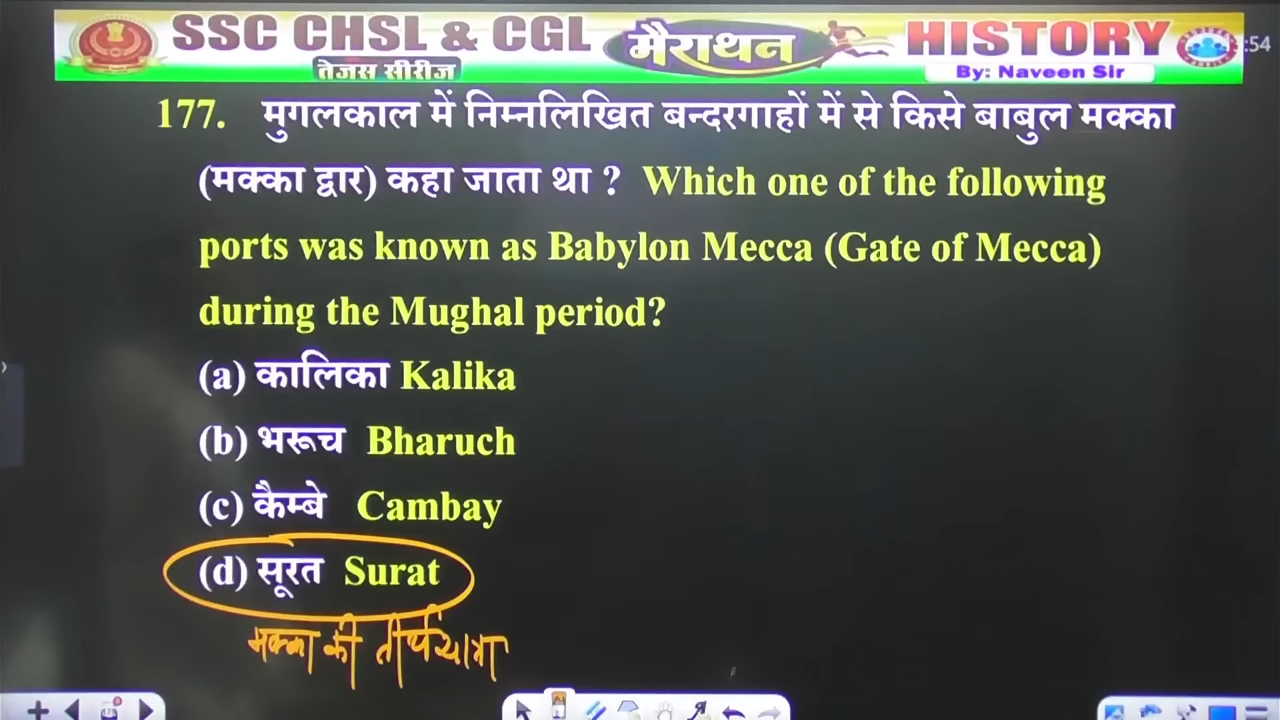 SSC CHSL & CGL
तेजस सीरीज
मैराथन
HISTORY
By: Naveen Sir
:54
177. मुगलकाल में निम्नलिखित बन्दरगाहों में से किसे बाबुल मक्का
(मक्का द्वार) कहा जाता था ? Which one of the following
ports was known as Babylon Mecca (Gate of Mecca)
during the Mughal period?
(a) कालिका Kalika
(b) भरूच Bharuch
(c) कैम्बे Cambay
(d) सूरत Surat
मक्का की तीर्थयात्रा